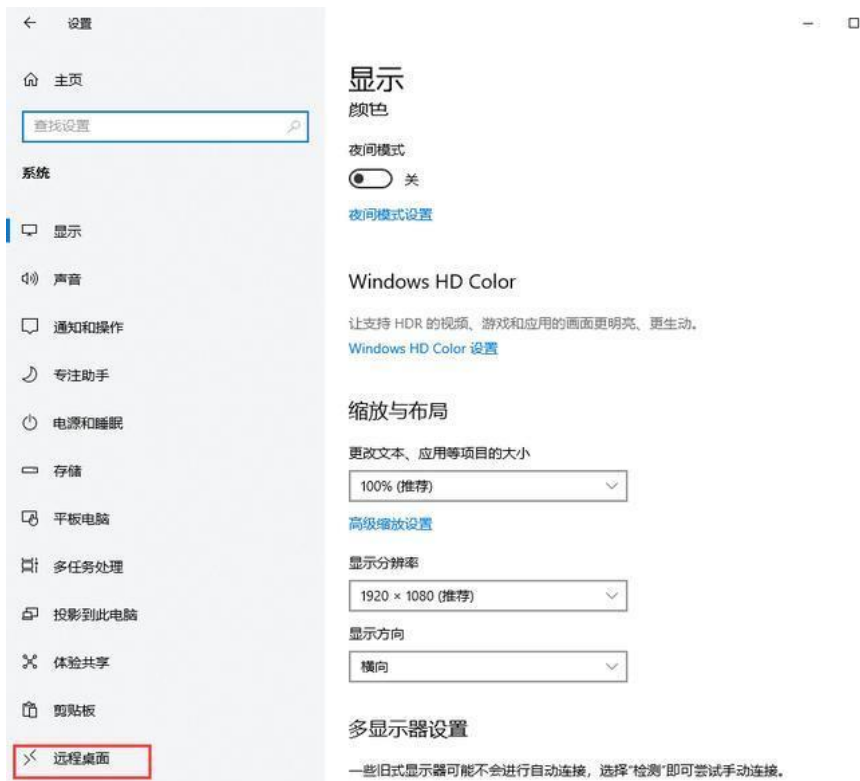 设置
主页
查找设置
系统
显示
声音
通知和操作
专注助手
电源和睡眠
存储
平板电脑
多任务处理
投影到此电脑
体验共享
剪贴板
远程桌面
显示
颜色
夜间模式
关
夜间模式设置
Windows HD Color
让支持 HDR 的视频、游戏和应用的画面更明亮、更生动。
Windows HD Color 设置
缩放与布局
更改文本、应用等项目的大小
100% (推荐)
高级缩放设置
显示分辨率
1920 × 1080 (推荐)
显示方向
横向
多显示器设置
一些旧式显示器可能不会进行自动连接，选择"检测"即可尝试手动连接。